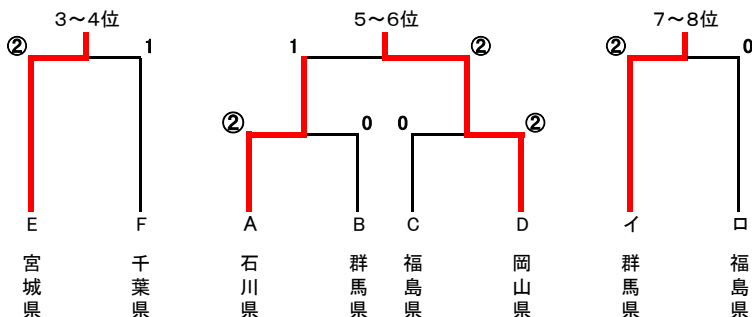 3～4位 5～6位 7～8位
② 1 1 ② ② 0
② 0 0 ②
E F A B C D イ ロ
宮城県 千葉県 石川県 群馬県 福島県 岡山県 群馬県 福島県